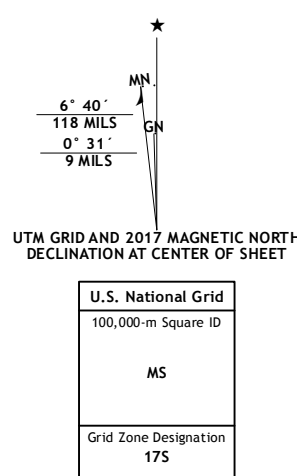 ★
MN
6° 40´
118 MILS
GN
0° 31´
9 MILS
UTM GRID AND 2017 MAGNETIC NORTH
DECLINATION AT CENTER OF SHEET
U.S. National Grid
100,000-m Square ID
MS
Grid Zone Designation
17S